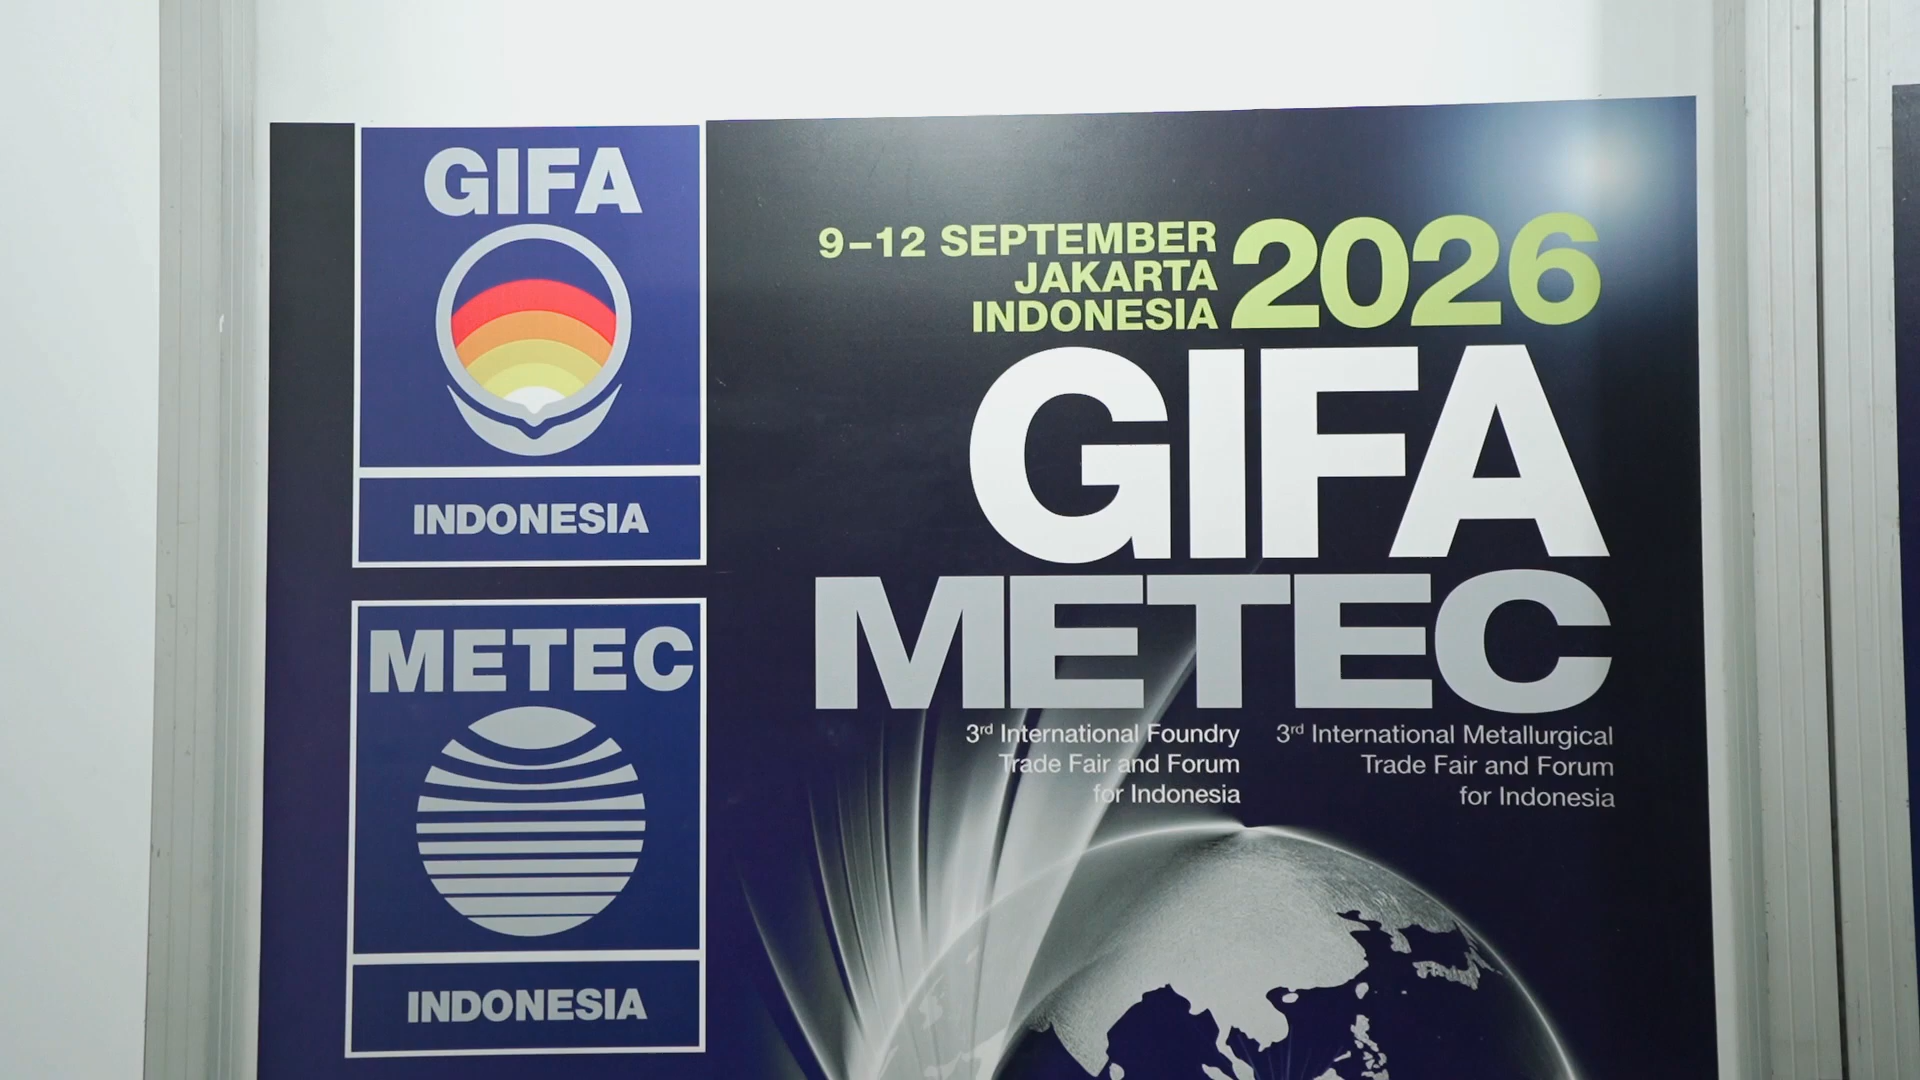 GIFA
INDONESIA
METEC
INDONESIA
9–12 SEPTEMBER
JAKARTA
INDONESIA
2026
GIFA
METEC
3rd International Foundry
Trade Fair and Forum
for Indonesia
3rd International Metallurgical
Trade Fair and Forum
for Indonesia